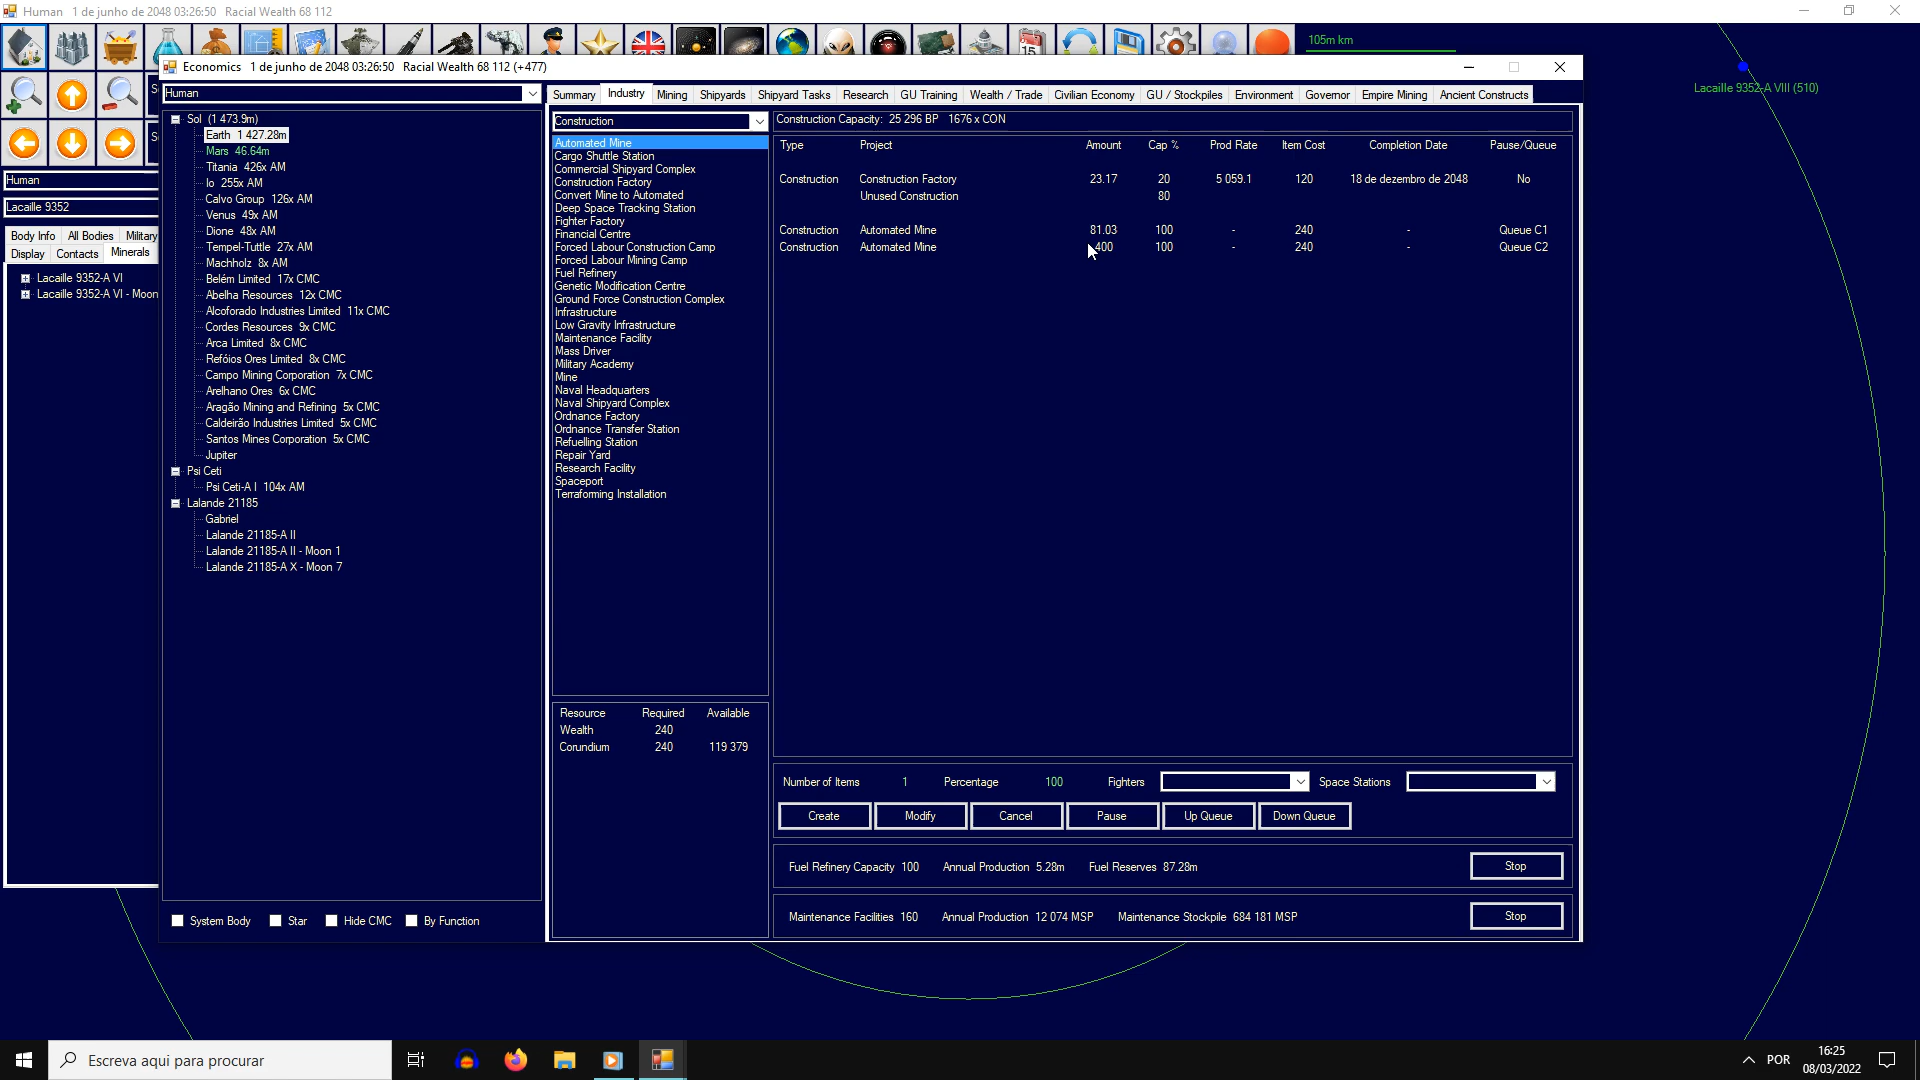 Human   1 de junho de 2048 03:26:50   Racial Wealth 68 112
105m km
Lacaille 9352-A VIII (510)
Economics   1 de junho de 2048 03:26:50   Racial Wealth 68 112 (+477)
Human
Summary Industry Mining Shipyards Shipyard Tasks Research GU Training Wealth / Trade Civilian Economy GU / Stockpiles Environment Governor Empire Mining Ancient Constructs
Human
Lacaille 9352
Body Info All Bodies Military
Display Contacts Minerals
Lacaille 9352-A VI
Lacaille 9352-A VI - Moon
Sol (1 473.9m)
Earth 1 427.28m
Mars 46.64m
Titania 426x AM
Io 255x AM
Calvo Group 126x AM
Venus 49x AM
Dione 48x AM
Tempel-Tuttle 27x AM
Machholz 8x AM
Belém Limited 17x CMC
Abelha Resources 12x CMC
Alcoforado Industries Limited 11x CMC
Cordes Resources 9x CMC
Arca Limited 8x CMC
Refóios Ores Limited 8x CMC
Campo Mining Corporation 7x CMC
Arelhano Ores 6x CMC
Aragão Mining and Refining 5x CMC
Caldeirão Industries Limited 5x CMC
Santos Mines Corporation 5x CMC
Jupiter
Psi Ceti
Psi Ceti-A I 104x AM
Lalande 21185
Gabriel
Lalande 21185-A II
Lalande 21185-A II - Moon 1
Lalande 21185-A X - Moon 7
System Body Star Hide CMC By Function
Construction
Automated Mine
Cargo Shuttle Station
Commercial Shipyard Complex
Construction Factory
Convert Mine to Automated
Deep Space Tracking Station
Fighter Factory
Financial Centre
Forced Labour Construction Camp
Forced Labour Mining Camp
Fuel Refinery
Genetic Modification Centre
Ground Force Construction Complex
Infrastructure
Low Gravity Infrastructure
Maintenance Facility
Mass Driver
Military Academy
Mine
Naval Headquarters
Naval Shipyard Complex
Ordnance Factory
Ordnance Transfer Station
Refuelling Station
Repair Yard
Research Facility
Spaceport
Terraforming Installation
Resource Required Available
Wealth 240
Corundium 240 119 379
Construction Capacity: 25 296 BP 1676 x CON
Type Project Amount Cap % Prod Rate Item Cost Completion Date Pause/Queue
Construction Construction Factory 23.17 20 5 059.1 120 18 de dezembro de 2048 No
Unused Construction 80
Construction Automated Mine 81.03 100 - 240 - Queue C1
Construction Automated Mine 400 100 - 240 - Queue C2
Number of Items 1 Percentage 100 Fighters Space Stations
Create Modify Cancel Pause Up Queue Down Queue
Fuel Refinery Capacity 100 Annual Production 5.28m Fuel Reserves 87.28m Stop
Maintenance Facilities 160 Annual Production 12 074 MSP Maintenance Stockpile 684 181 MSP Stop
Escreva aqui para procurar
POR
16:25
08/03/2022